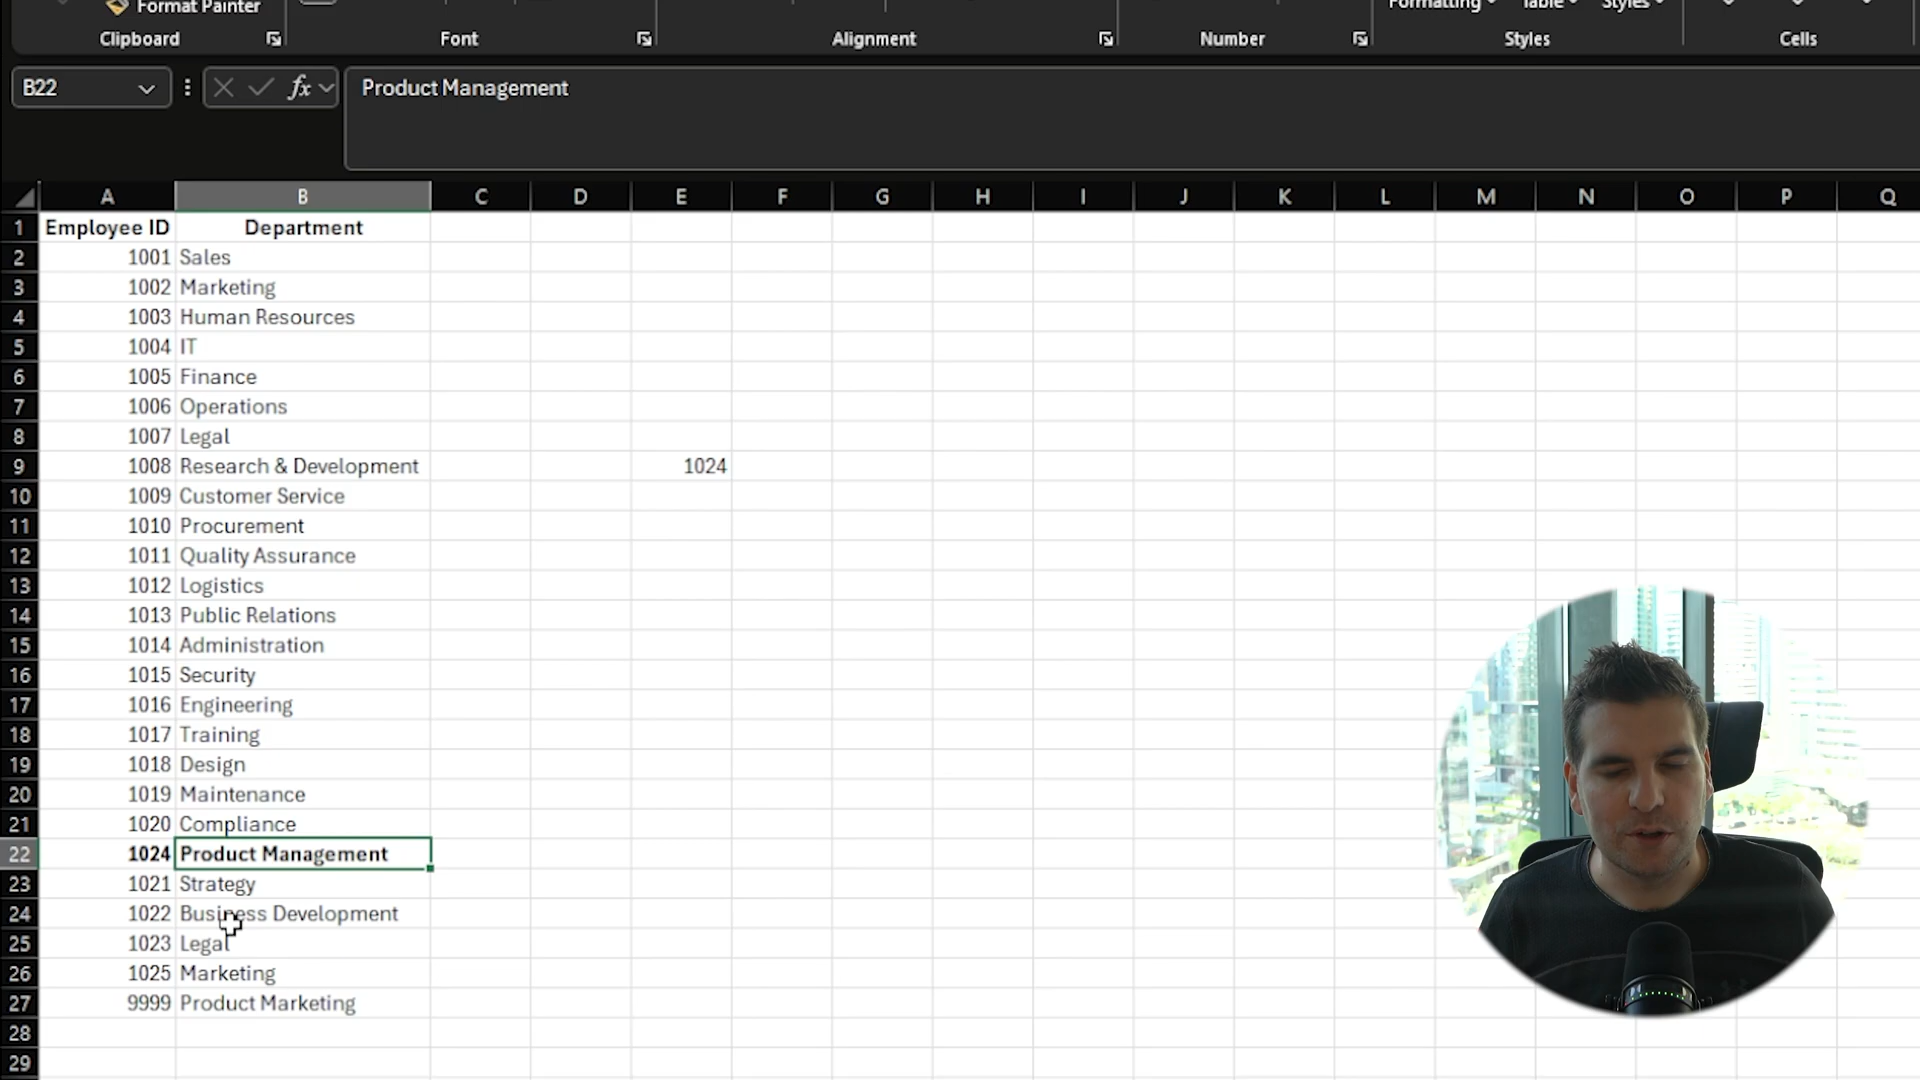 Format Painter
Formatting Table Styles
Clipboard Font Alignment Number Styles Cells
B22 fx Product Management
A B C D E F G H I J K L M N O P Q
1 Employee ID Department
2 1001 Sales
3 1002 Marketing
4 1003 Human Resources
5 1004 IT
6 1005 Finance
7 1006 Operations
8 1007 Legal
9 1008 Research & Development 1024
10 1009 Customer Service
11 1010 Procurement
12 1011 Quality Assurance
13 1012 Logistics
14 1013 Public Relations
15 1014 Administration
16 1015 Security
17 1016 Engineering
18 1017 Training
19 1018 Design
20 1019 Maintenance
21 1020 Compliance
22 1024 Product Management
23 1021 Strategy
24 1022 Business Development
25 1023 Legal
26 1025 Marketing
27 9999 Product Marketing
28
29